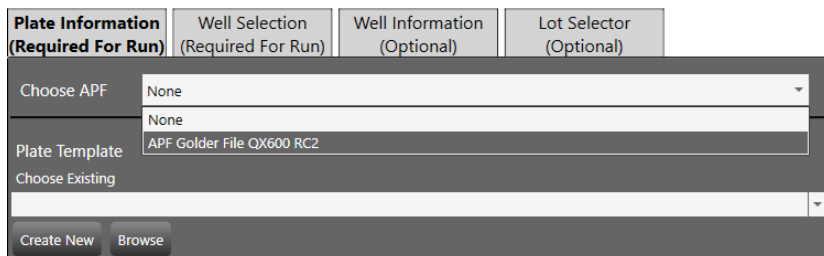 Plate Information Well Selection Well Information Lot Selector
(Required For Run) (Required For Run) (Optional) (Optional)
Choose APF None
None
APF Golder File QX600 RC2
Plate Template
Choose Existing
Create New Browse